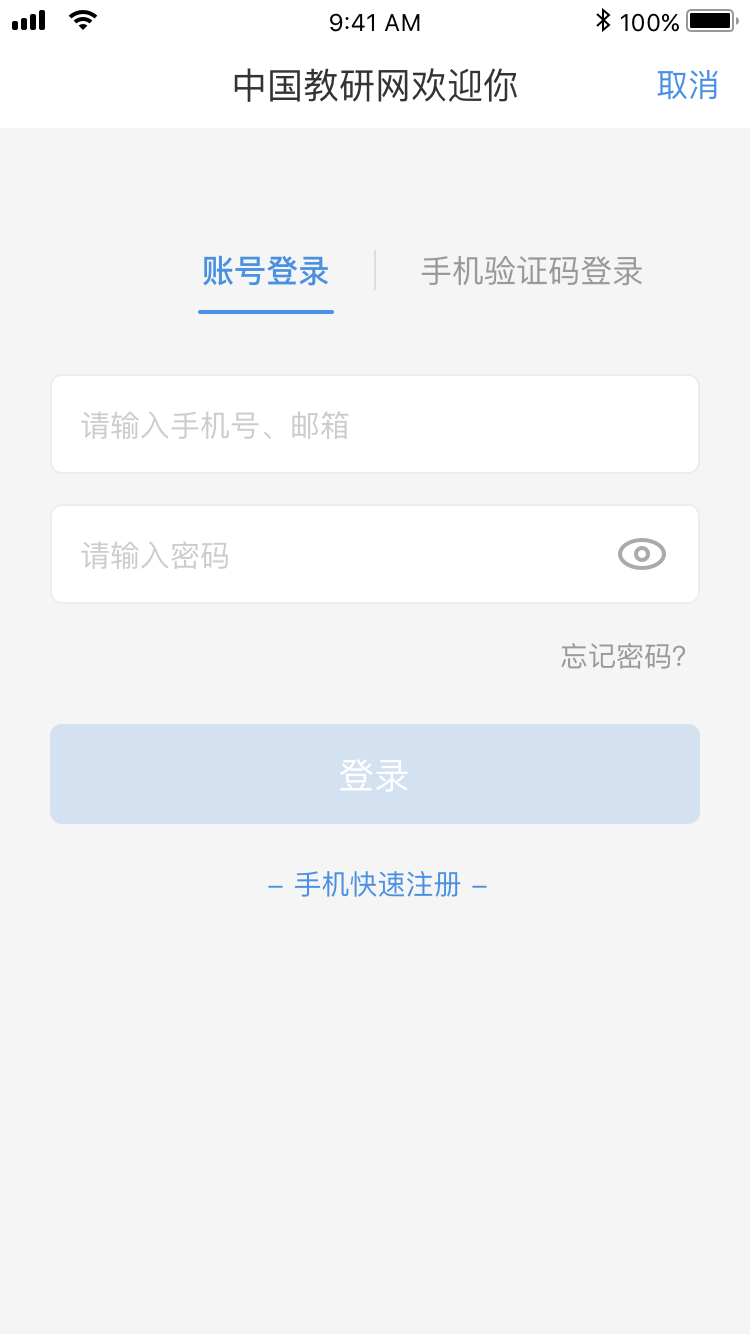 9:41 AM 100%
中国教研网欢迎你 取消
账号登录 手机验证码登录
请输入手机号、邮箱
请输入密码
忘记密码?
登录
– 手机快速注册 –